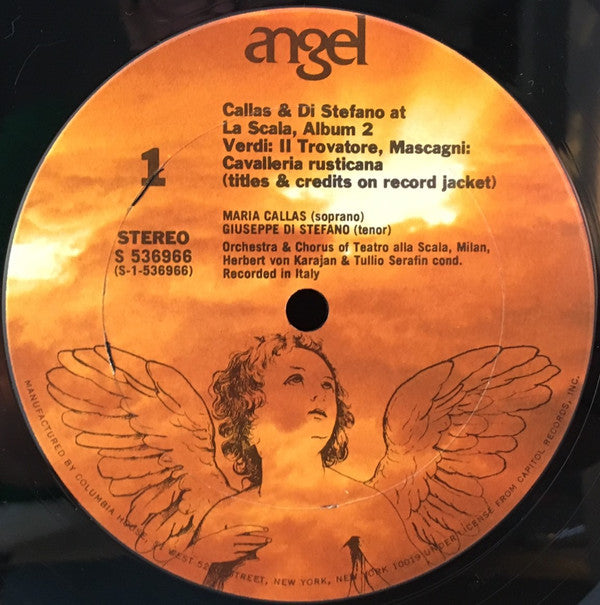 angel
Callas & Di Stefano at
La Scala, Album 2
Verdi: Il Trovatore, Mascagni:
Cavalleria rusticana
(titles & credits on record jacket)
1
STEREO
S 536966
(S-1-536966)
MARIA CALLAS (soprano)
GIUSEPPE DI STEFANO (tenor)
Orchestra & Chorus of Teatro alla Scala, Milan,
Herbert von Karajan & Tullio Serafin cond.
Recorded in Italy
MANUFACTURED BY COLUMBIA HOUSE, WEST STREET, NEW YORK, NEW YORK 10019 UNDER LICENSE FROM CAPITOL RECORDS, INC.